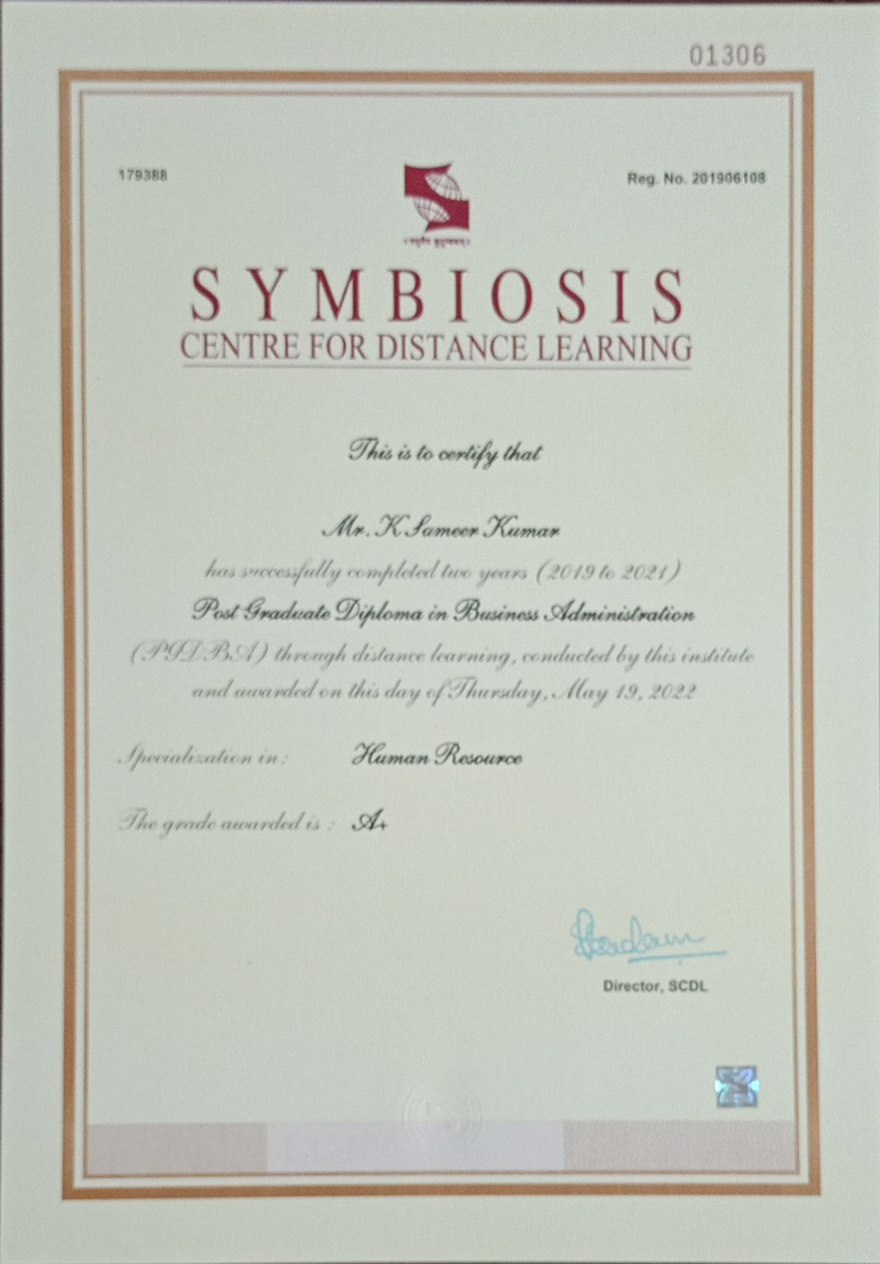 01306
179388
Reg. No. 201906108
SYMBIOSIS
CENTRE FOR DISTANCE LEARNING
This is to certify that
Mr. K Sameer Kumar
has successfully completed two years (2019 to 2021)
Post Graduate Diploma in Business Administration
(PGDBA) through distance learning, conducted by this institute
and awarded on this day of Thursday, May 19, 2022
Specialization in: Human Resource
The grade awarded is : A+
Director, SCDL